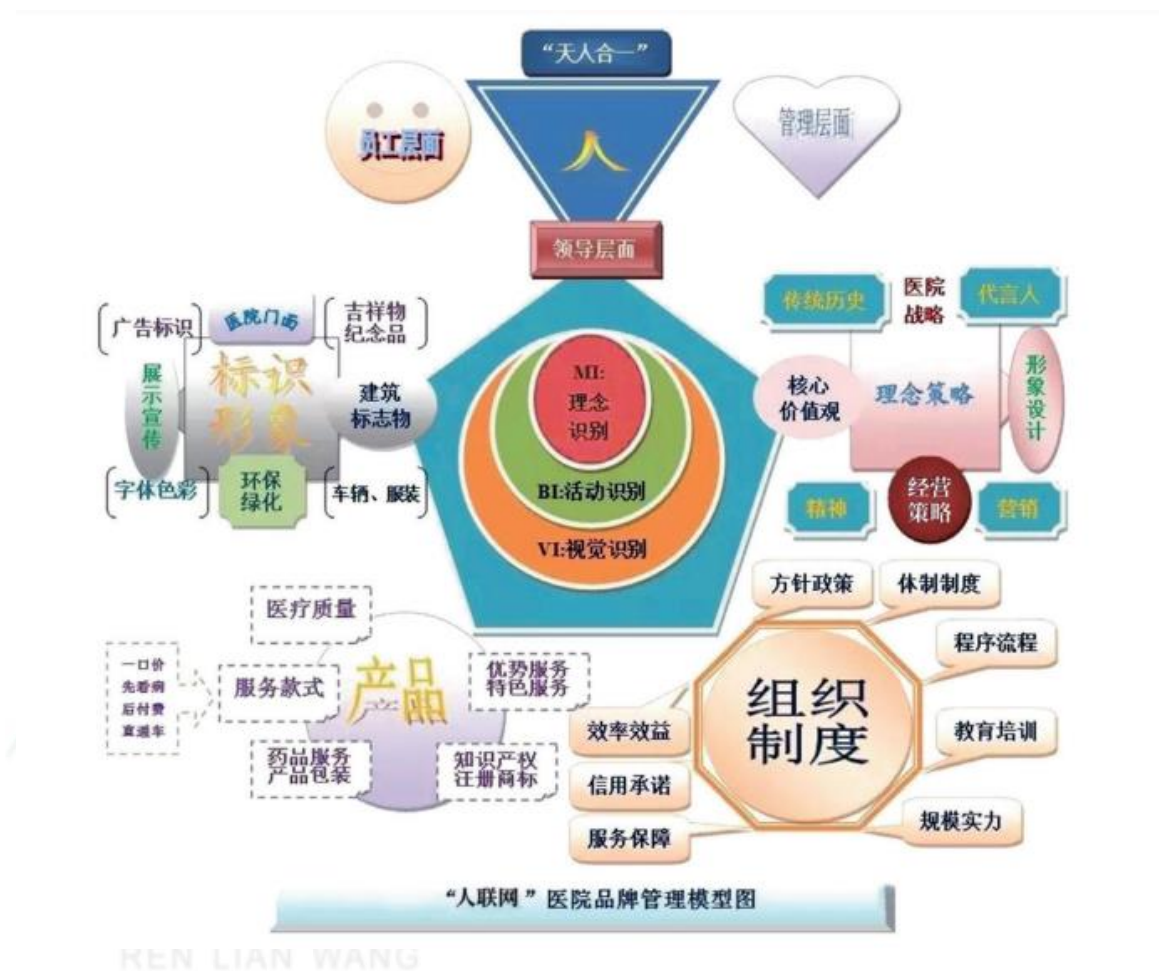 “天人合一”
员工层面
人
管理层面
领导层面
广告标识
医院门面
吉祥物
纪念品
展示宣传
标识
形象
建筑
标志物
字体色彩
环保
绿化
车辆、服装
MI:
理念
识别
BI:活动识别
VI:视觉识别
传统历史
医院
战略
代言人
核心
价值观
理念策略
形象设计
精神
经营
策略
营销
医疗质量
一口价
先看病
后付费
直通车
服务款式
产品
优势服务
特色服务
药品服务
产品包装
知识产权
注册商标
方针政策
体制制度
程序流程
组织
制度
效率效益
教育培训
信用承诺
规模实力
服务保障
“人联网”医院品牌管理模型图
REN LIAN WANG